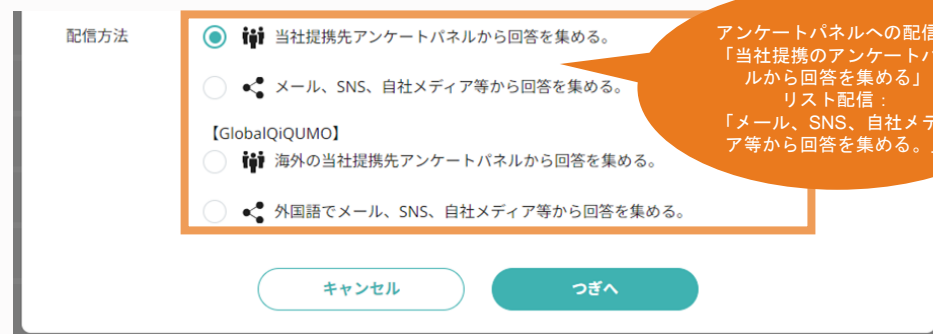 配信方法
当社提携先アンケートパネルから回答を集める。
メール、SNS、自社メディア等から回答を集める。
【GlobalQiQUMO】
海外の当社提携先アンケートパネルから回答を集める。
外国語でメール、SNS、自社メディア等から回答を集める。
キャンセル
つぎへ
アンケートパネルへの配信
「当社提携のアンケートパ
ルから回答を集める」
リスト配信：
「メール、SNS、自社メデ
ア等から回答を集める。」